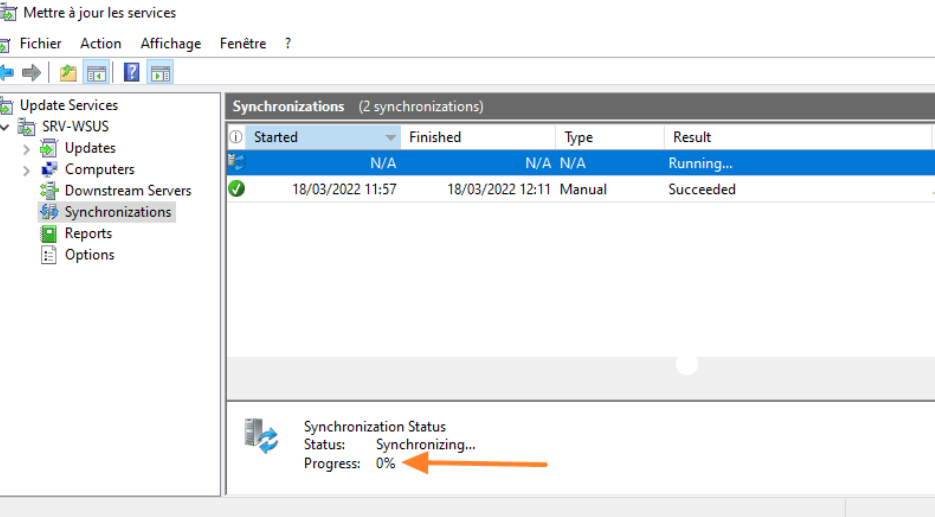 Mettre à jour les services
Fichier Action Affichage Fenêtre ?
Update Services
SRV-WSUS
Updates
Computers
Downstream Servers
Synchronizations
Reports
Options
Synchronizations (2 synchronizations)
Started Finished Type Result
N/A N/A N/A Running...
18/03/2022 11:57 18/03/2022 12:11 Manual Succeeded
Synchronization Status
Status: Synchronizing...
Progress: 0%